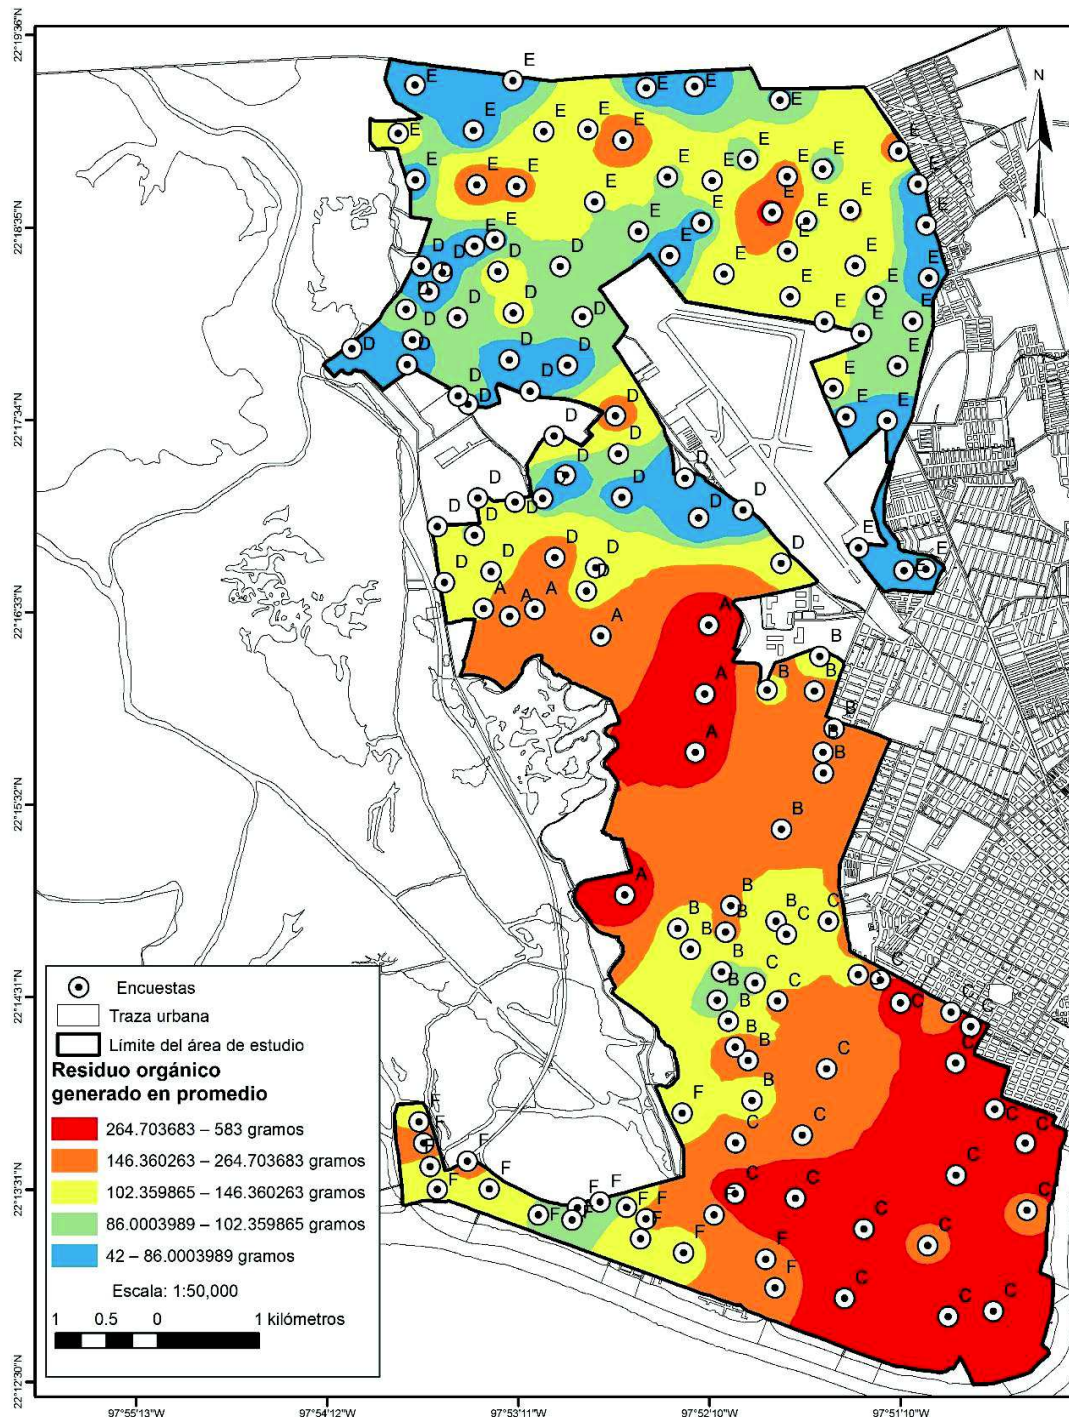 N
22°19'36"N
22°18'35"N
22°17'34"N
22°16'33"N
22°15'32"N
22°14'31"N
22°13'31"N
22°12'30"N
E
E
E E E
E E E E E E
E E E E E E E
E E E E E E
D D D E E E E E E
D D D D E E E
D D D D E E
D D D D
D D D D D D E E E
D D D D D
A A A A A B
A B B
A B B B
B
A B B B C C
B B C C C
B B C C C
B C C
F B C C C
F F F C C C
F F F F F C C C
F F F F C C
F F C C C
Encuestas
Traza urbana
Límite del área de estudio
Residuo orgánico
generado en promedio
264.703683 – 583 gramos
146.360263 – 264.703683 gramos
102.359865 – 146.360263 gramos
86.0003989 – 102.359865 gramos
42 – 86.0003989 gramos
Escala: 1:50,000
1 0.5 0 1 kilómetros
97°55'13"W 97°54'12"W 97°53'11"W 97°52'10"W 97°51'10"W